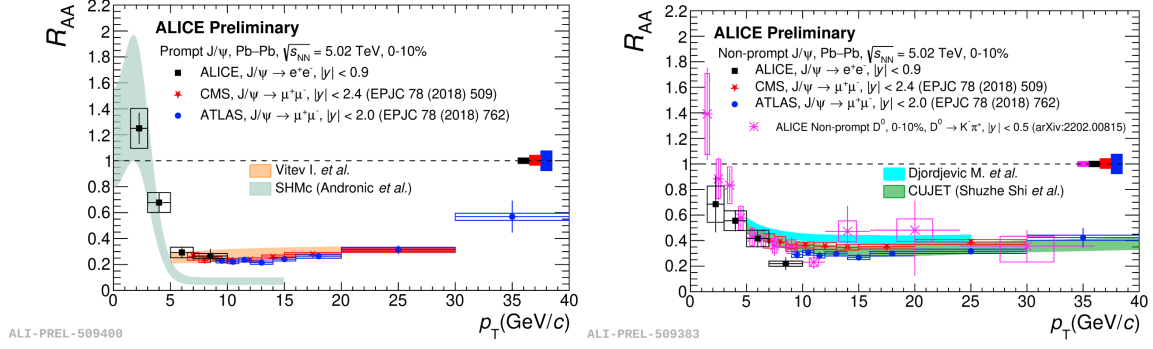 R_AA
2.2
2
1.8
1.6
1.4
1.2
1
0.8
0.6
0.4
0.2
0
ALICE Preliminary
Prompt J/ψ, Pb–Pb, √s_NN = 5.02 TeV, 0-10%
ALICE, J/ψ → e⁺e⁻, |y| < 0.9
CMS, J/ψ → μ⁺μ⁻, |y| < 2.4 (EPJC 78 (2018) 509)
ATLAS, J/ψ → μ⁺μ⁻, |y| < 2.0 (EPJC 78 (2018) 762)
Vitev I. et al.
SHMc (Andronic et al.)
0 5 10 15 20 25 30 35 40
p_T(GeV/c)
ALI-PREL-509400
R_AA
2.2
2
1.8
1.6
1.4
1.2
1
0.8
0.6
0.4
0.2
0
ALICE Preliminary
Non-prompt J/ψ, Pb–Pb, √s_NN = 5.02 TeV, 0-10%
ALICE, J/ψ → e⁺e⁻, |y| < 0.9
CMS, J/ψ → μ⁺μ⁻, |y| < 2.4 (EPJC 78 (2018) 509)
ATLAS, J/ψ → μ⁺μ⁻, |y| < 2.0 (EPJC 78 (2018) 762)
ALICE Non-prompt D⁰, 0-10%, D⁰ → K⁻π⁺, |y| < 0.5 (arXiv:2202.00815)
Djordjevic M. et al.
CUJET (Shuzhe Shi et al.)
0 5 10 15 20 25 30 35 40
p_T(GeV/c)
ALI-PREL-509383